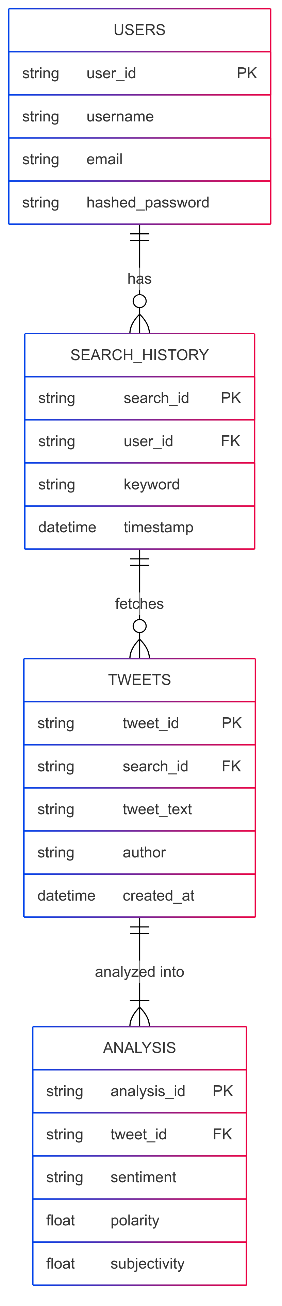 USERS
string user_id PK
string username
string email
string hashed_password
has
SEARCH_HISTORY
string search_id PK
string user_id FK
string keyword
datetime timestamp
fetches
TWEETS
string tweet_id PK
string search_id FK
string tweet_text
string author
datetime created_at
analyzed into
ANALYSIS
string analysis_id PK
string tweet_id FK
string sentiment
float polarity
float subjectivity